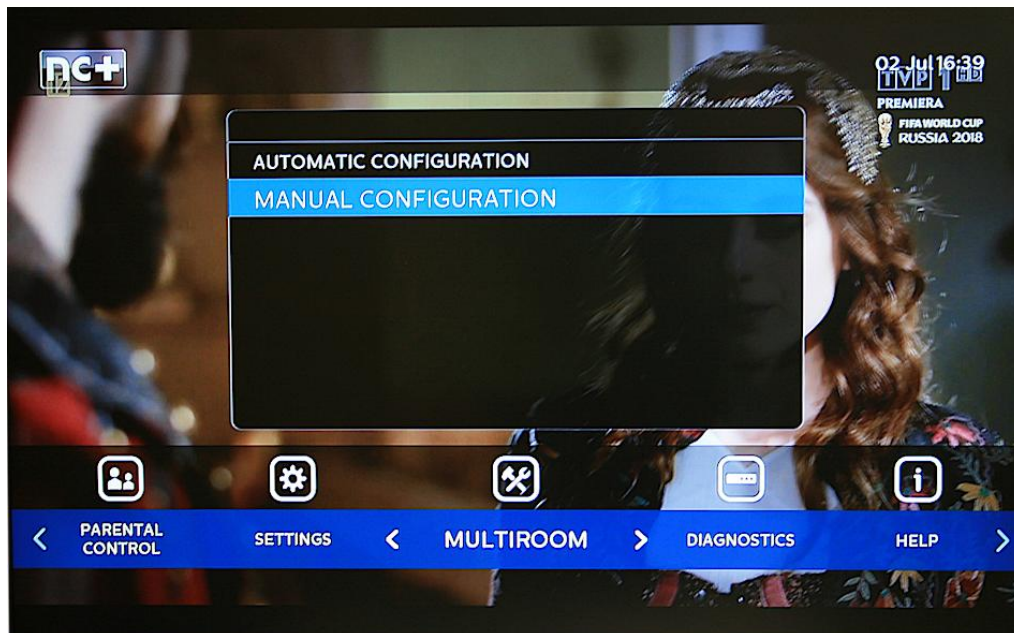 nc+
02 Jul 16:39
TVP 1 HD
PREMIERA
FIFA WORLD CUP
RUSSIA 2018
AUTOMATIC CONFIGURATION
MANUAL CONFIGURATION
PARENTAL
CONTROL
SETTINGS
MULTIROOM
DIAGNOSTICS
HELP